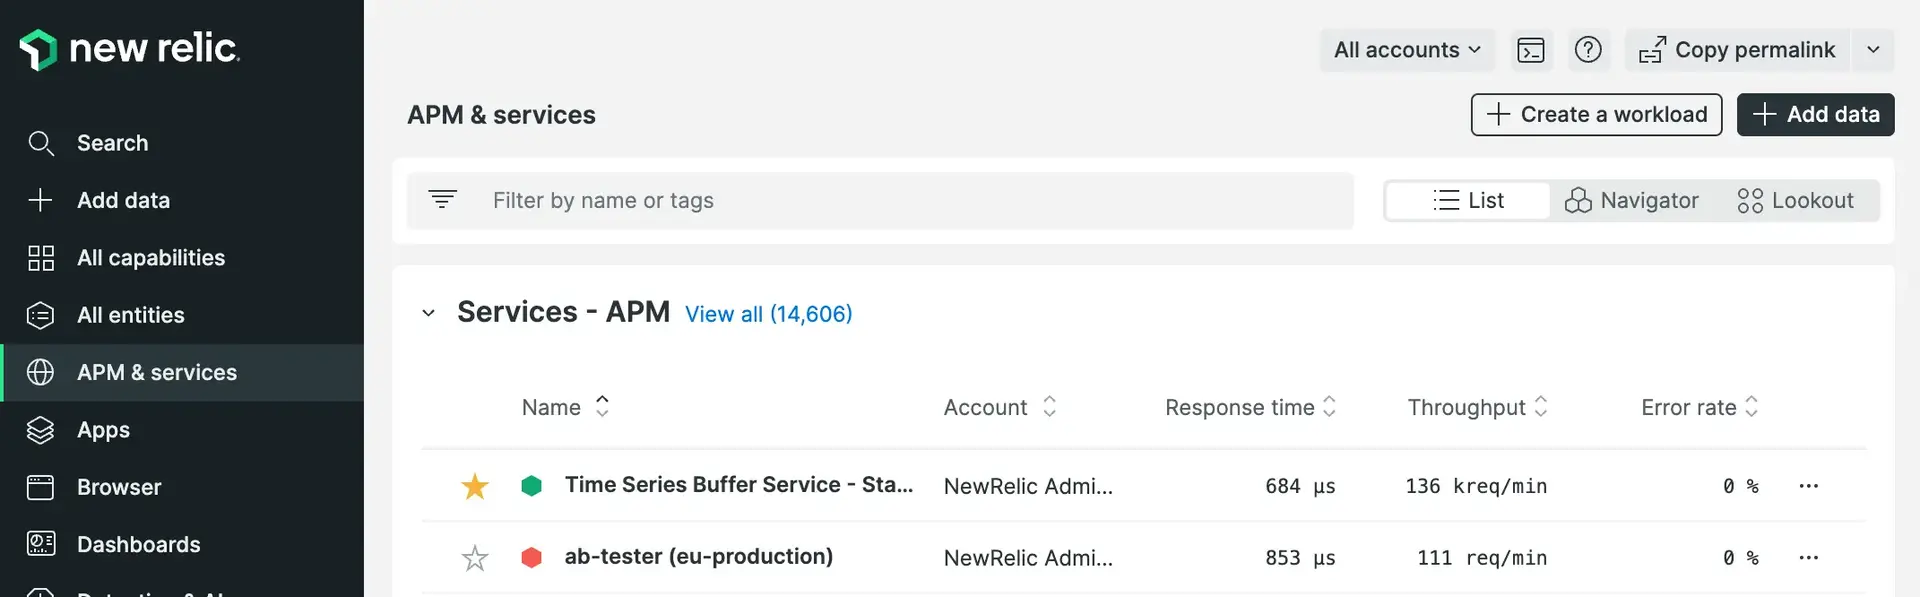 new relic.
Search
Add data
All capabilities
All entities
APM & services
Apps
Browser
Dashboards
All accounts
Copy permalink
APM & services
Create a workload
Add data
Filter by name or tags
List
Navigator
Lookout
Services - APM View all (14,606)
Name Account Response time Throughput Error rate
Time Series Buffer Service - Sta... NewRelic Admi... 684 µs 136 kreq/min 0 % ...
ab-tester (eu-production) NewRelic Admi... 853 µs 111 req/min 0 % ...